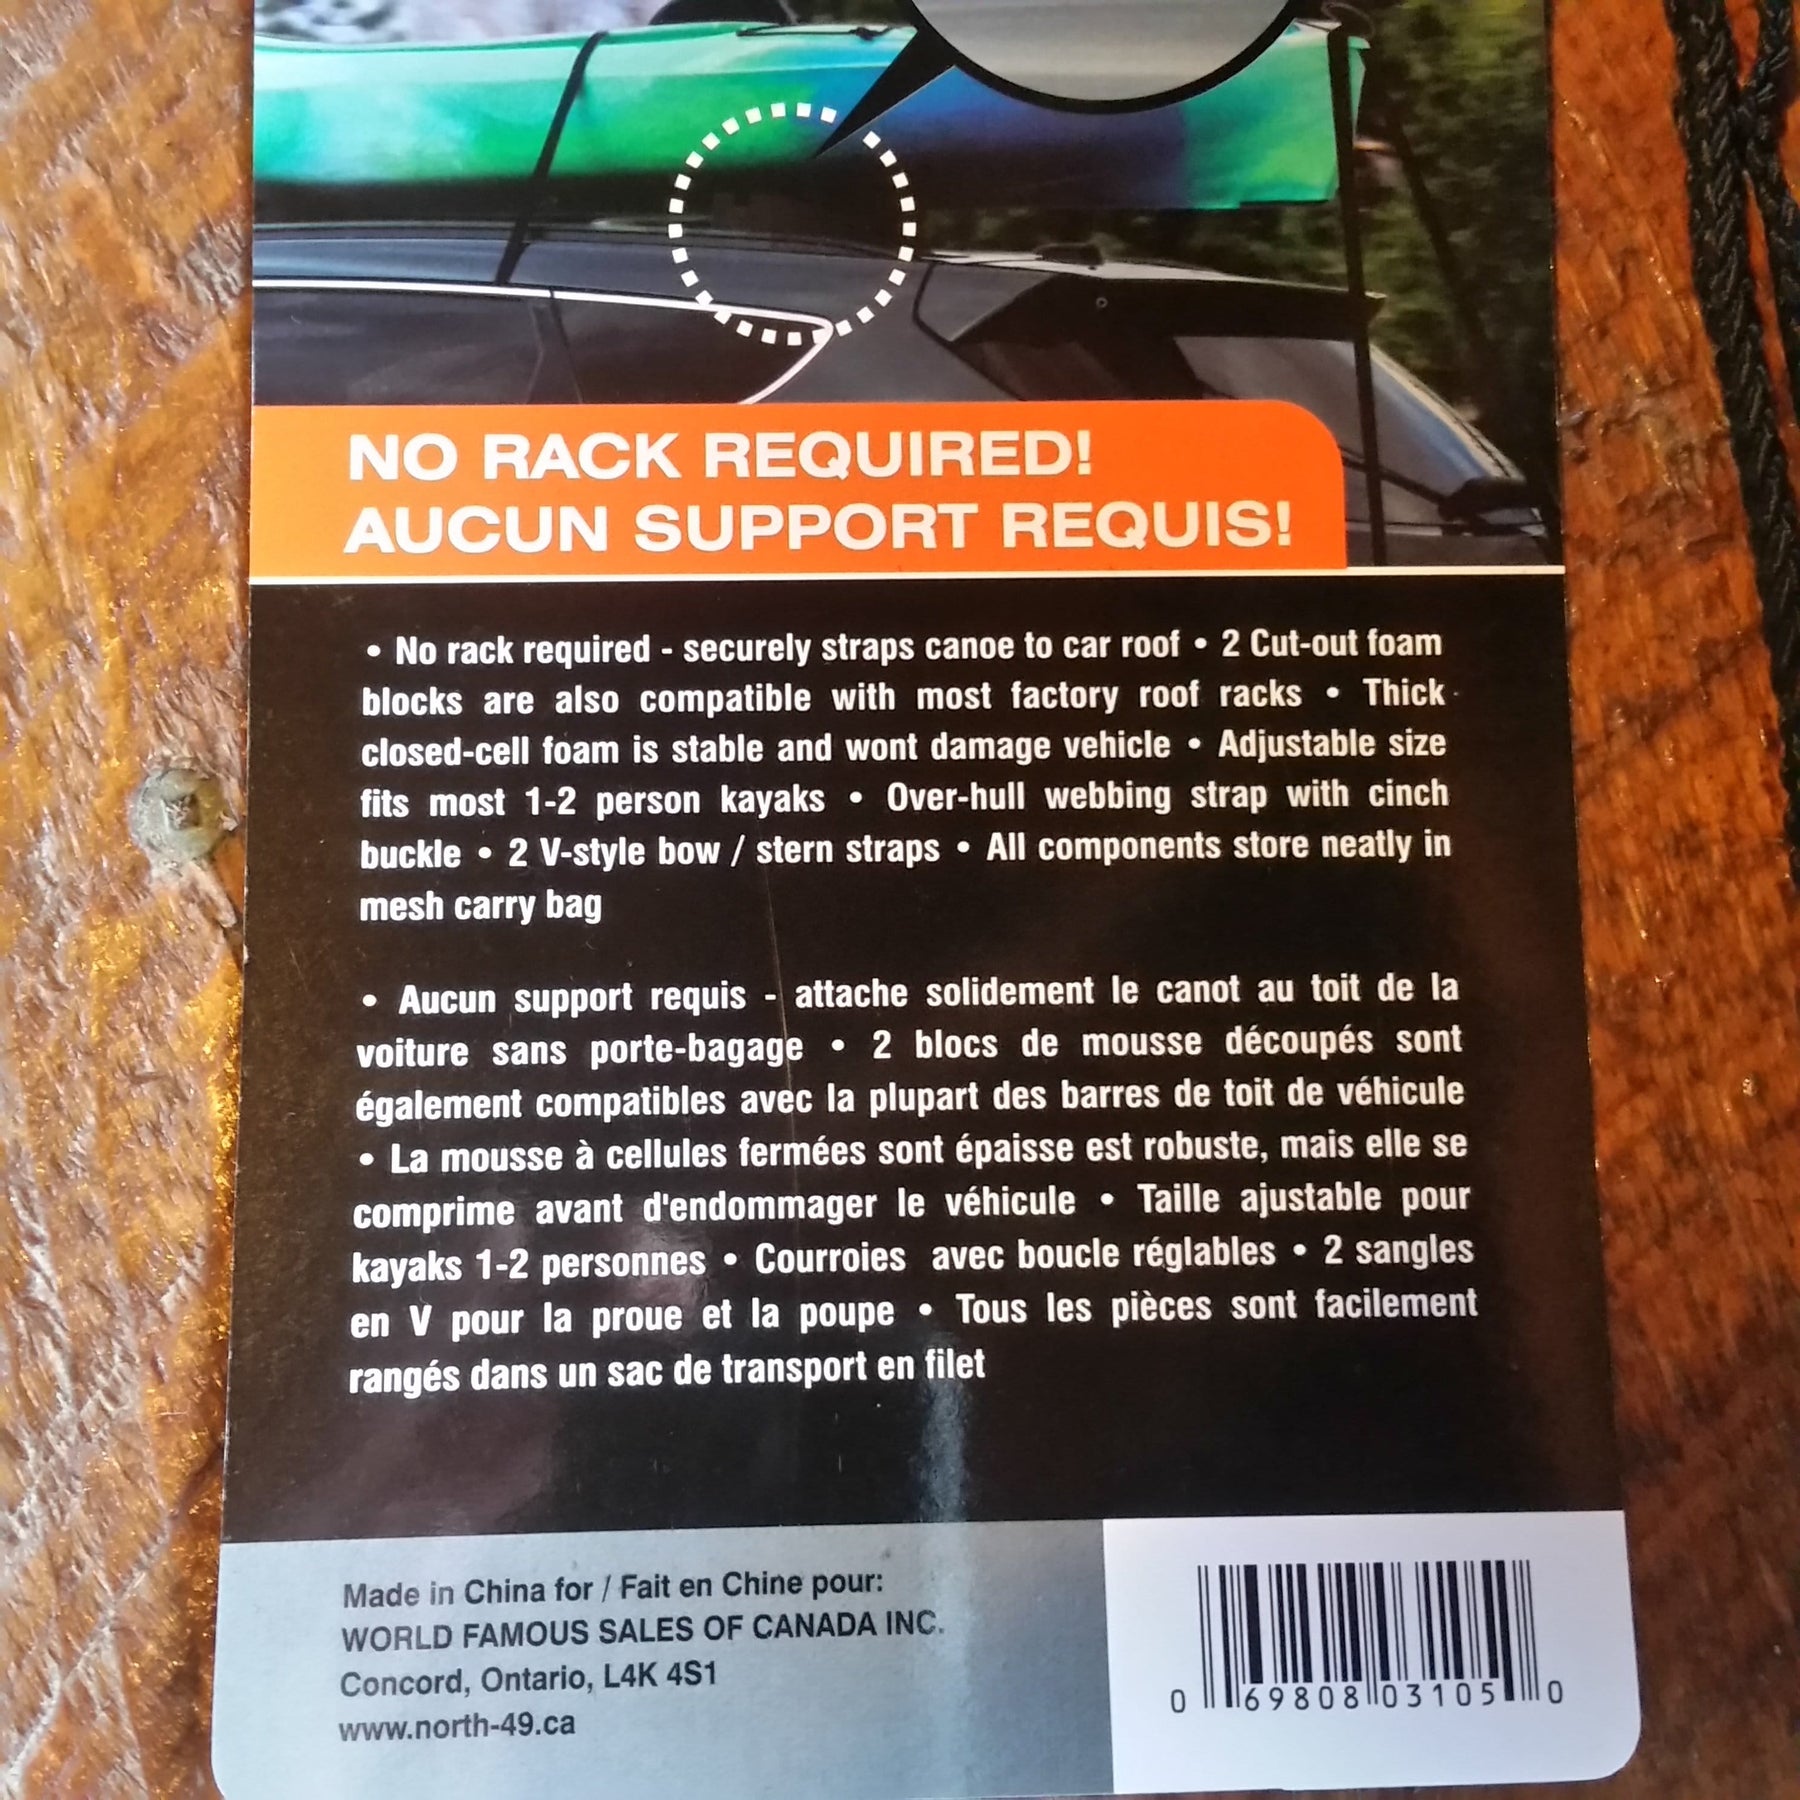 NO RACK REQUIRED!
AUCUN SUPPORT REQUIS!
• No rack required - securely straps canoe to car roof • 2 Cut-out foam
blocks are also compatible with most factory roof racks • Thick
closed-cell foam is stable and wont damage vehicle • Adjustable size
fits most 1-2 person kayaks • Over-hull webbing strap with cinch
buckle • 2 V-style bow / stern straps • All components store neatly in
mesh carry bag
• Aucun support requis - attache solidement le canot au toit de la
voiture sans porte-bagage • 2 blocs de mousse découpés sont
également compatibles avec la plupart des barres de toit de véhicule
• La mousse à cellules fermées sont épaisse est robuste, mais elle se
comprime avant d'endommager le véhicule • Taille ajustable pour
kayaks 1-2 personnes • Courroies avec boucle réglables • 2 sangles
en V pour la proue et la poupe • Tous les pièces sont facilement
rangés dans un sac de transport en filet
Made in China for / Fait en Chine pour:
WORLD FAMOUS SALES OF CANADA INC.
Concord, Ontario, L4K 4S1
www.north-49.ca
0 69808 03105 0